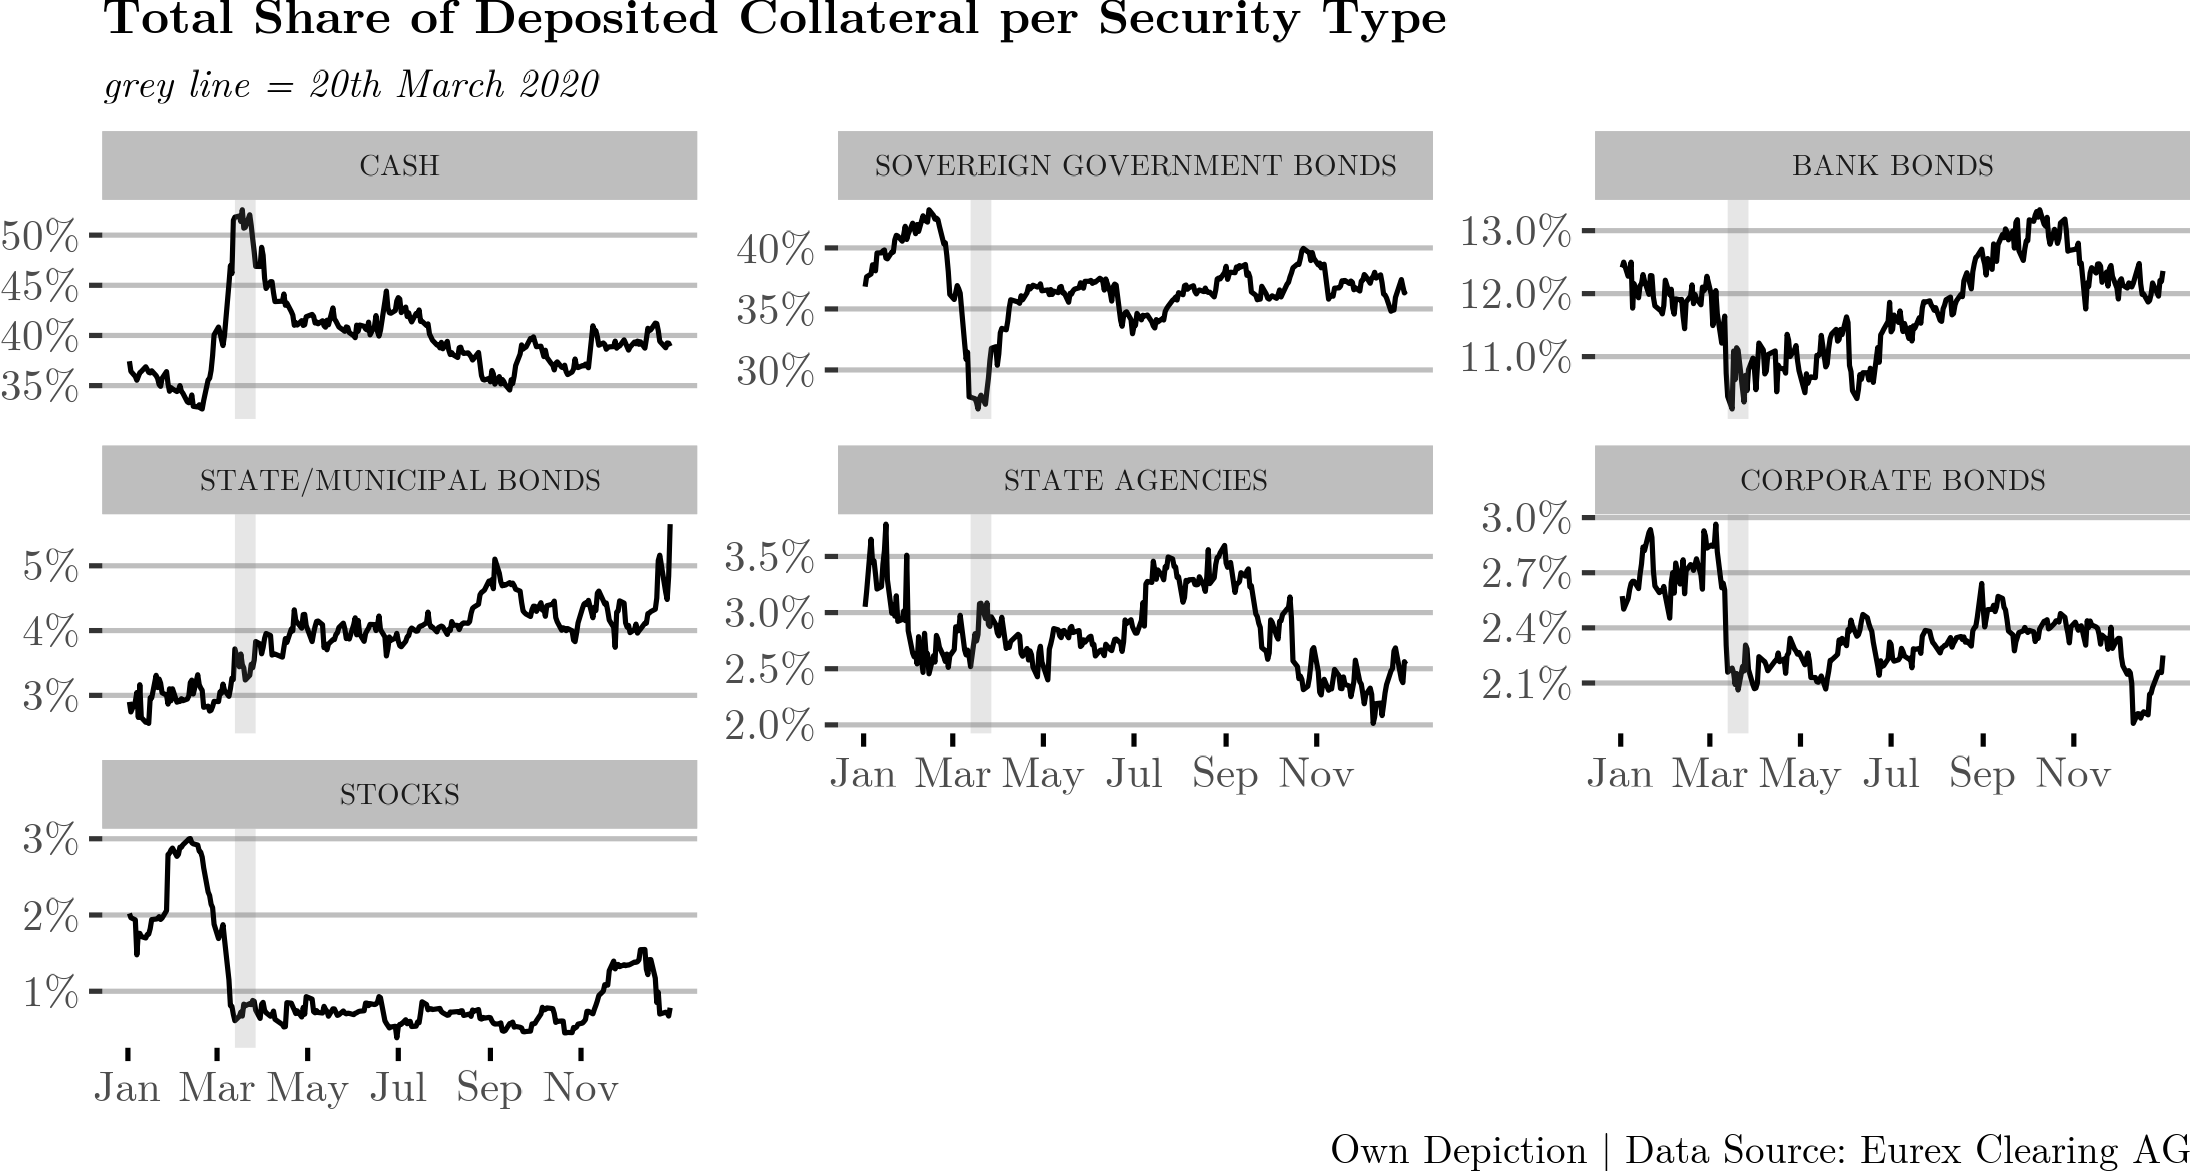 Total Share of Deposited Collateral per Security Type
grey line = 20th March 2020
CASH
50%
45%
40%
35%
SOVEREIGN GOVERNMENT BONDS
40%
35%
30%
BANK BONDS
13.0%
12.0%
11.0%
STATE/MUNICIPAL BONDS
5%
4%
3%
STATE AGENCIES
3.5%
3.0%
2.5%
2.0%
Jan Mar May Jul Sep Nov
CORPORATE BONDS
3.0%
2.7%
2.4%
2.1%
Jan Mar May Jul Sep Nov
STOCKS
3%
2%
1%
Jan Mar May Jul Sep Nov
Own Depiction | Data Source: Eurex Clearing AG